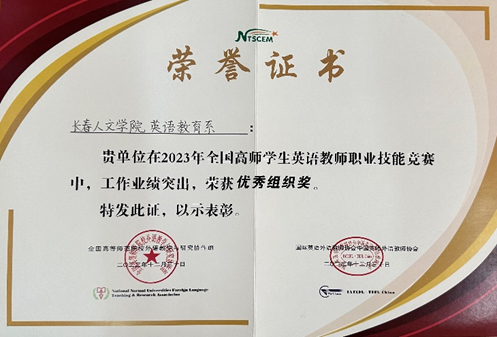 NTSCEM
荣誉证书
长春人文学院 英语教育系 :
贵单位在2023年全国高师学生英语教师职业技能竞赛
中,工作业绩突出,荣获优秀组织奖。
特发此证,以示表彰。
National Normal Universities Foreign Language
Teaching & Research Association